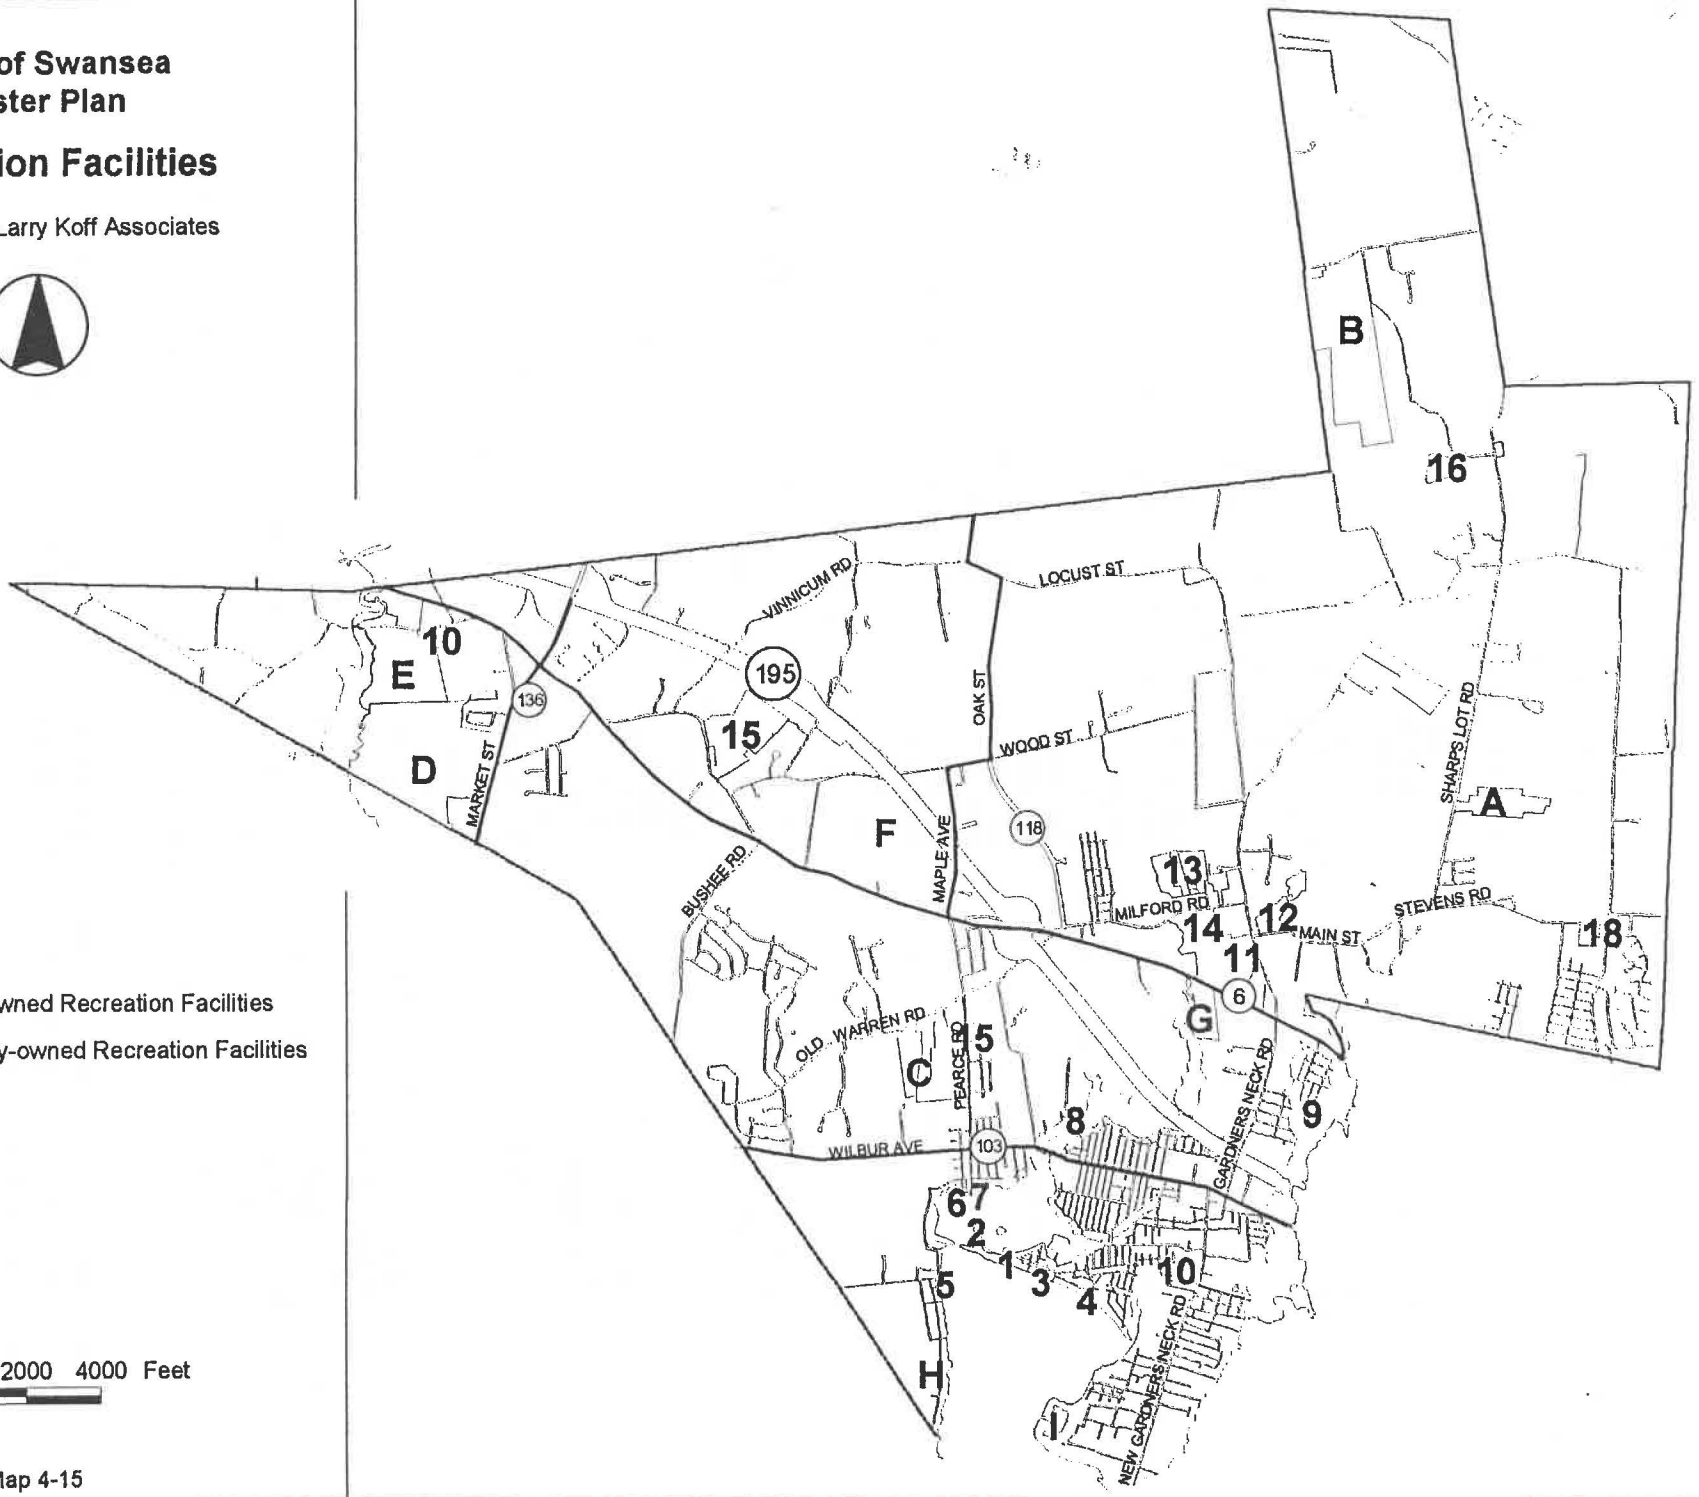 of Swansea
ster Plan
ion Facilities
Larry Koff Associates
wned Recreation Facilities
y-owned Recreation Facilities
2000 4000 Feet
Map 4-15
B
16
LOCUST ST
VINNICUM RD
10
E
195
136
OAK ST
15
WOOD ST
SHARPS LOT RD
D
MARKET ST
A
F
MAPLE AVE
118
BUSHEE RD
13
MILFORD RD
STEVENS RD
14
12
MAIN ST
18
11
6
G
OLD WARREN RD
PEARCE RD
15
C
GARDNERS NECK RD
9
8
WILBUR AVE
103
6
7
2
1
3
10
5
4
NEW GARDNERS NECK RD
H
I